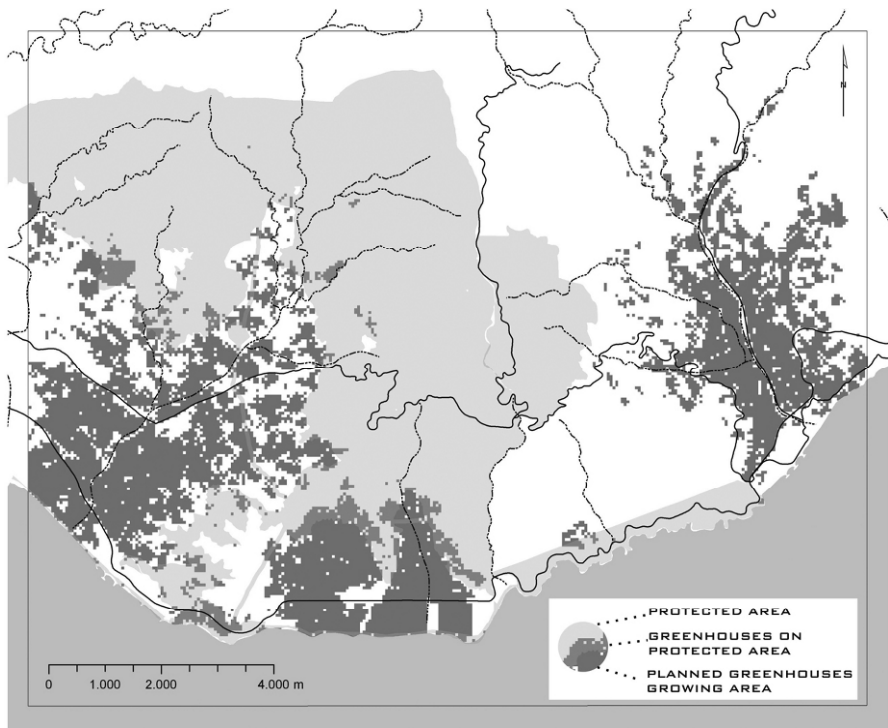 N
PROTECTED AREA
GREENHOUSES ON
PROTECTED AREA
PLANNED GREENHOUSES
GROWING AREA
0 1.000 2.000 4.000 m